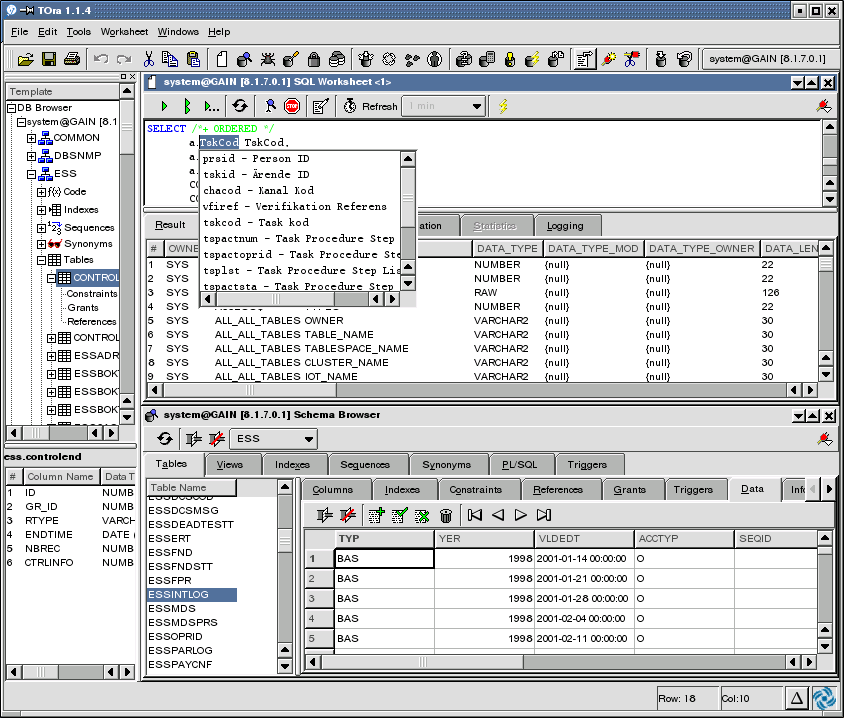 TOra 1.1.4
File Edit Tools Worksheet Windows Help
system@GAIN [8.1.7.0.1]
Template
DB Browser
system@GAIN [8.1
COMMON
DBSNMP
ESS
Code
Indexes
Sequences
Synonyms
Tables
CONTROL
Constraints
Grants
References
CONTROL
ESSADR
ESSBOK
ESSBOKT
ESSBOKT
ess.controlend
# Column Name Data T
1 ID NUMB
2 GR_ID NUMB
3 RTYPE VARCH
4 ENDTIME DATE (
5 NBREC NUMB
6 CTRLINFO NUMB
system@GAIN [8.1.7.0.1] SQL Worksheet <1>
Refresh 1 min
SELECT /*+ ORDERED */
a.TskCod TskCod,
a.
a.
CO
CO
prsid - Person ID
tskid - Ärende ID
chacod - Kanal Kod
vfiref - Verifikation Referens
tskcod - Task kod
tspactnum - Task Procedure Step
tspactoprid - Task Procedure Ste
tsplst - Task Procedure Step Lis
tspactsta - Task Procedure Step
Result ation Statistics Logging
# OWNE DATA_TYPE DATA_TYPE_MOD DATA_TYPE_OWNER DATA_LEN
1 SYS NUMBER {null} {null} 22
2 SYS NUMBER {null} {null} 22
3 SYS RAW {null} {null} 126
4 SYS NUMBER {null} {null} 22
5 SYS ALL_ALL_TABLES OWNER VARCHAR2 {null} {null} 30
6 SYS ALL_ALL_TABLES TABLE_NAME VARCHAR2 {null} {null} 30
7 SYS ALL_ALL_TABLES TABLESPACE_NAME VARCHAR2 {null} {null} 30
8 SYS ALL_ALL_TABLES CLUSTER_NAME VARCHAR2 {null} {null} 30
9 SYS ALL_ALL_TABLES IOT_NAME VARCHAR2 {null} {null} 30
system@GAIN [8.1.7.0.1] Schema Browser
ESS
Tables Views Indexes Sequences Synonyms PL/SQL Triggers
Table Name
ESSDCSCOD
ESSDCSMSG
ESSDEADTESTT
ESSERT
ESSFND
ESSFNDSTT
ESSFPR
ESSINTLOG
ESSMDS
ESSMDSPRS
ESSOPRID
ESSPARLOG
ESSPAYCNF
Columns Indexes Constraints References Grants Triggers Data Inf
TYP YER VLDEDT ACCTYP SEQID
1 BAS 1998 2001-01-14 00:00:00 O
2 BAS 1998 2001-01-21 00:00:00 O
3 BAS 1998 2001-01-28 00:00:00 O
4 BAS 1998 2001-02-04 00:00:00 O
5 BAS 1998 2001-02-11 00:00:00 O
Row: 18 Col:10